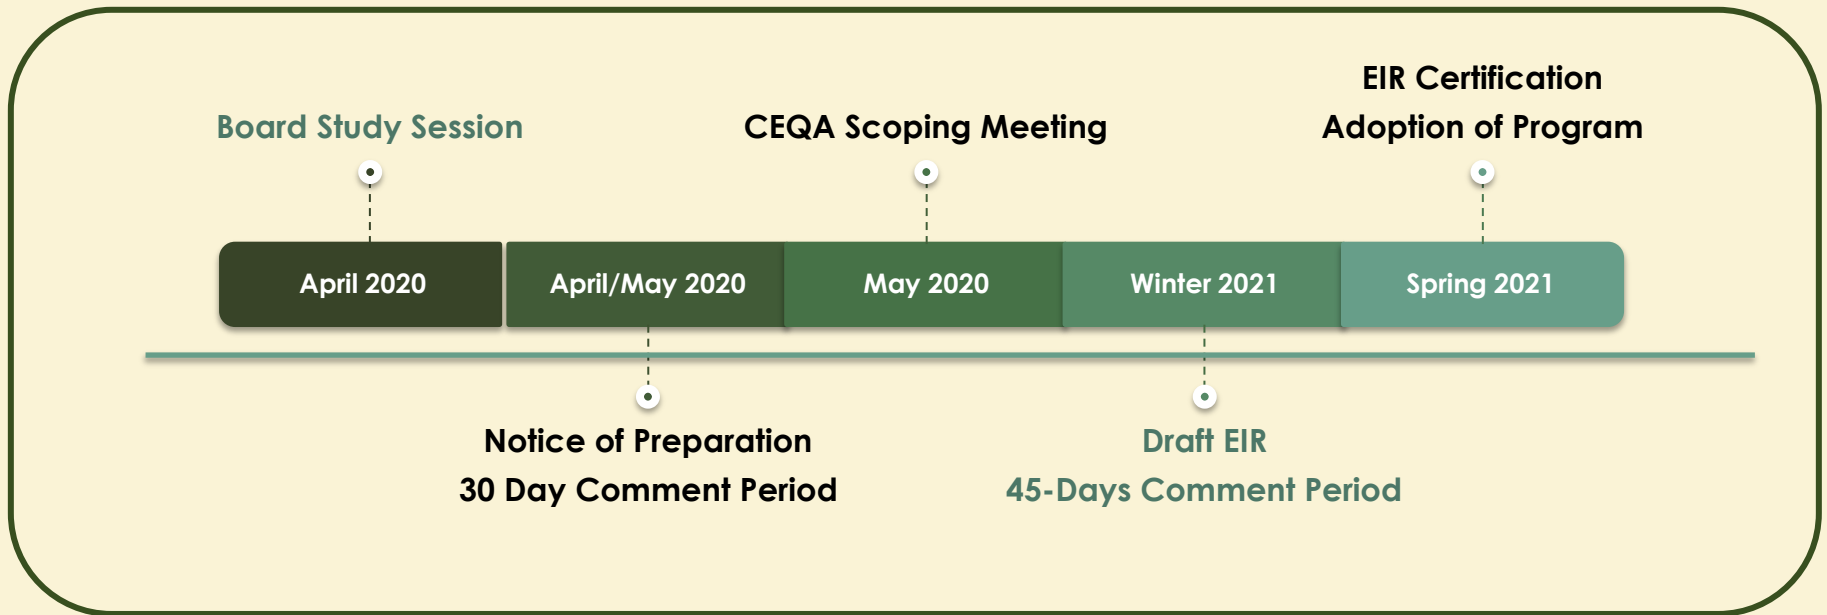 EIR Certification
Board Study Session
CEQA Scoping Meeting
Adoption of Program
April 2020
April/May 2020
May 2020
Winter 2021
Spring 2021
Notice of Preparation
30 Day Comment Period
Draft EIR
45-Days Comment Period